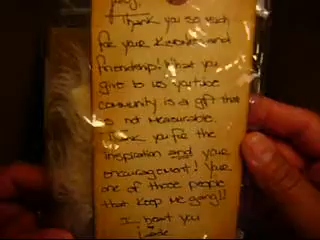 Thank you so much
for your Kindness and
friendship! What you
give to us youtube
community is a gift that
is not measurable.
Thank you for the
inspiration and your
encouragement! Your
one of those people
that keep me going!!
I heart you